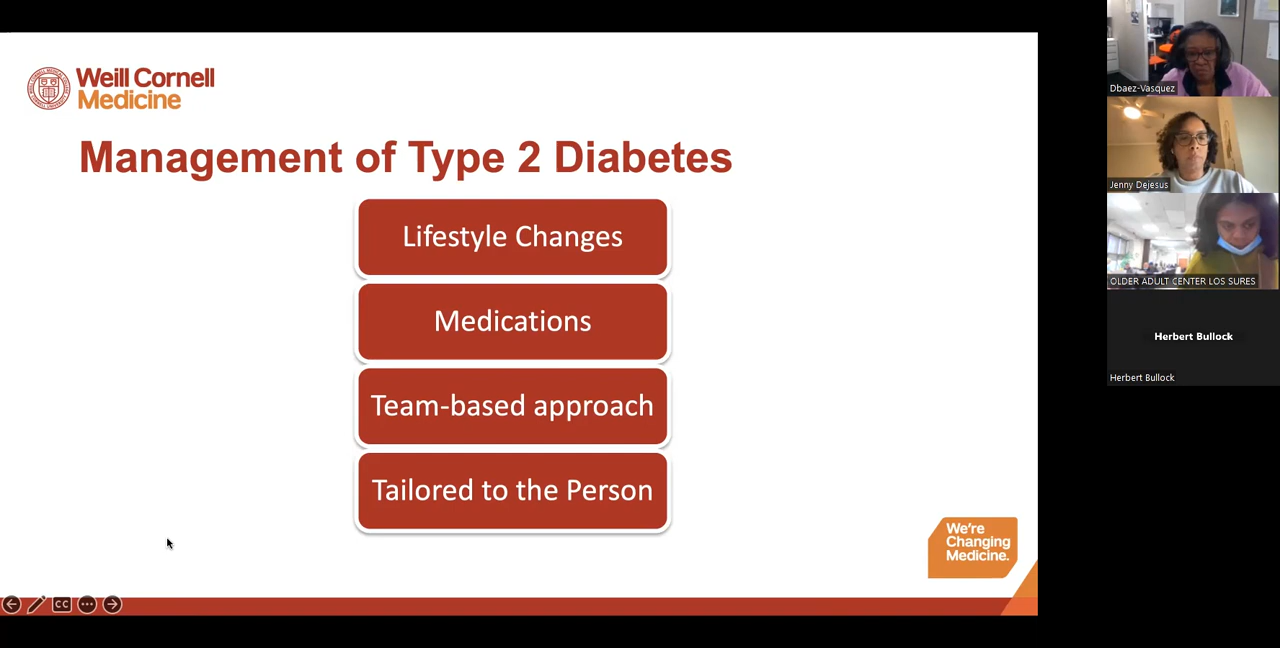 Weill Cornell
Medicine
Management of Type 2 Diabetes
Lifestyle Changes
Medications
Team-based approach
Tailored to the Person
We're
Changing
Medicine.
CC
Dbaez-Vasquez
Jenny Dejesus
OLDER ADULT CENTER LOS SURES
Herbert Bullock
Herbert Bullock